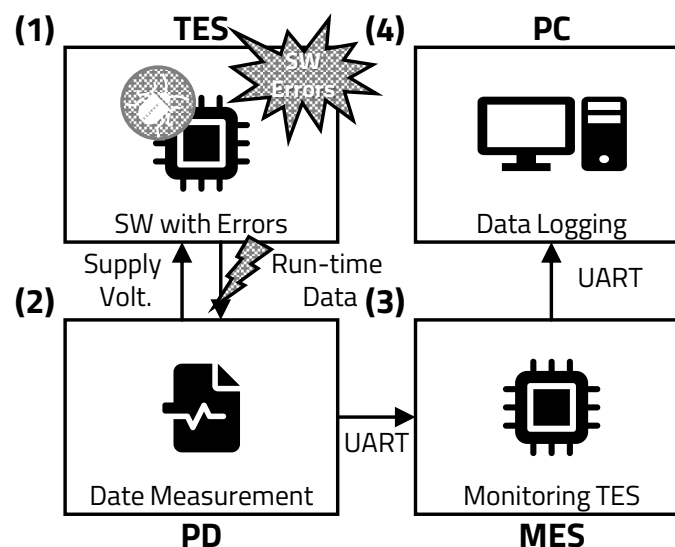 (1)
TES
SW
Errors
SW with Errors
(4)
PC
Data Logging
Supply
Volt.
Run-time
Data
UART
(2)
Date Measurement
PD
UART
(3)
Monitoring TES
MES